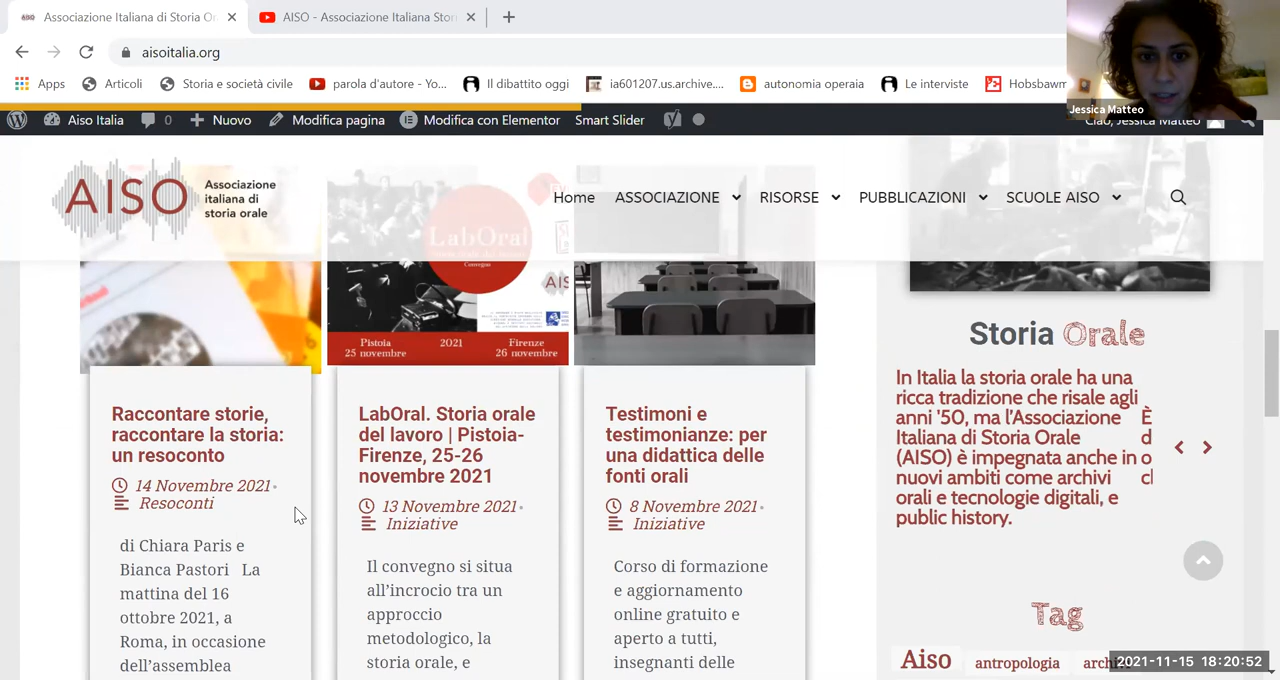 Associazione Italiana di Storia O
AISO - Associazione Italiana Stor
aisoitalia.org
Apps
Articoli
Storia e società civile
parola d'autore - Yo...
Il dibattito oggi
ia601207.us.archive....
autonomia operaia
Le interviste
Hobsbawm
Jessica Matteo
Aiso Italia
0
Nuovo
Modifica pagina
Modifica con Elementor
Smart Slider
Ciao, Jessica Matteo
AISO
Associazione
italiana di
storia orale
Home
ASSOCIAZIONE
RISORSE
PUBBLICAZIONI
SCUOLE AISO
LabOral
Convegno
AIS
Pistoia
25 novembre
2021
Firenze
26 novembre
Raccontare storie,
raccontare la storia:
un resoconto
14 Novembre 2021
Resoconti
di Chiara Paris e
Bianca Pastori La
mattina del 16
ottobre 2021, a
Roma, in occasione
dell'assemblea
LabOral. Storia orale
del lavoro | Pistoia-
Firenze, 25-26
novembre 2021
13 Novembre 2021
Iniziative
Il convegno si situa
all'incrocio tra un
approccio
metodologico, la
storia orale, e
Testimoni e
testimonianze: per
una didattica delle
fonti orali
8 Novembre 2021
Iniziative
Corso di formazione
e aggiornamento
online gratuito e
aperto a tutti,
insegnanti delle
Storia Orale
In Italia la storia orale ha una
ricca tradizione che risale agli
anni '50, ma l'Associazione
Italiana di Storia Orale
(AISO) è impegnata anche in
nuovi ambiti come archivi
orali e tecnologie digitali, e
public history.
È
d
o
cl
Tag
Aiso
antropologia
archi
2021-11-15 18:20:52